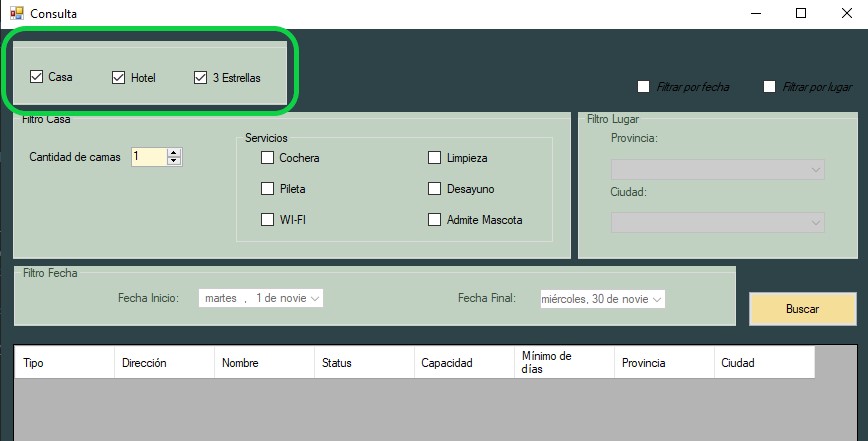 Consulta
Casa Hotel 3 Estrellas
Filtrar por fecha Filtrar por lugar
Filtro Casa
Cantidad de camas 1
Servicios
Cochera Limpieza
Pileta Desayuno
WI-FI Admite Mascota
Filtro Lugar
Provincia:
Ciudad:
Filtro Fecha
Fecha Inicio: martes , 1 de novie
Fecha Final: miércoles, 30 de novie
Buscar
Tipo Dirección Nombre Status Capacidad Mínimo de días Provincia Ciudad